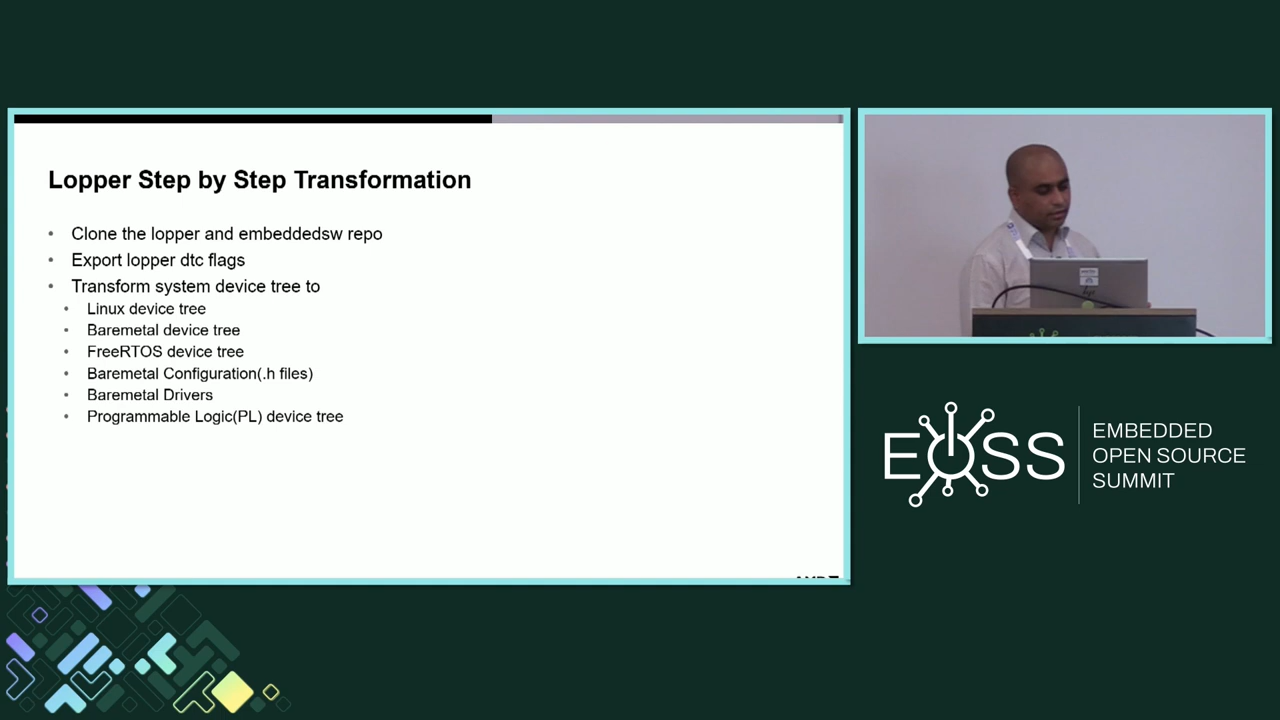 Lopper Step by Step Transformation
• Clone the lopper and embeddedsw repo
• Export lopper dtc flags
• Transform system device tree to
• Linux device tree
• Baremetal device tree
• FreeRTOS device tree
• Baremetal Configuration(.h files)
• Baremetal Drivers
• Programmable Logic(PL) device tree
EOSS
EMBEDDED
OPEN SOURCE
SUMMIT